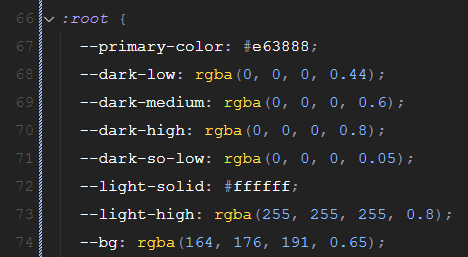 66 :root {
67 --primary-color: #e63888;
68 --dark-low: rgba(0, 0, 0, 0.44);
69 --dark-medium: rgba(0, 0, 0, 0.6);
70 --dark-high: rgba(0, 0, 0, 0.8);
71 --dark-so-low: rgba(0, 0, 0, 0.05);
72 --light-solid: #ffffff;
73 --light-high: rgba(255, 255, 255, 0.8);
74 --bg: rgba(164, 176, 191, 0.65);